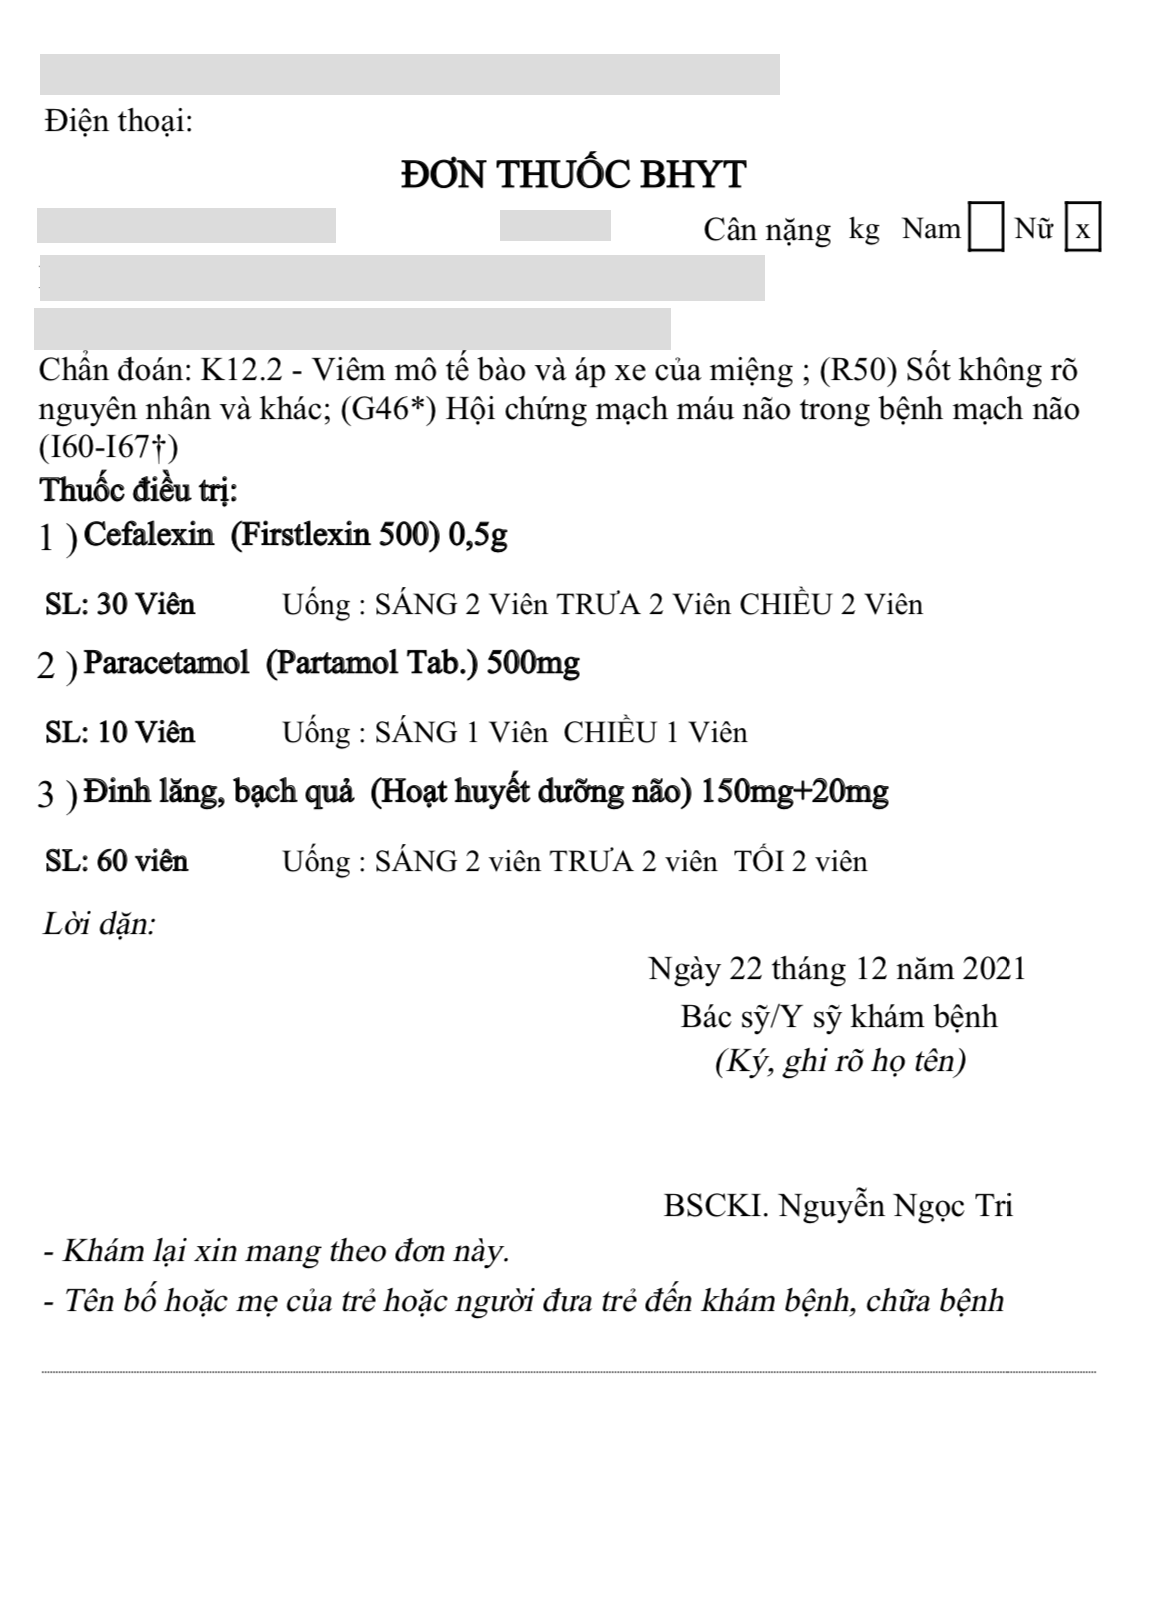 Điện thoại:
ĐƠN THUỐC BHYT
Cân nặng kg Nam Nữ x
Chẩn đoán: K12.2 - Viêm mô tế bào và áp xe của miệng ; (R50) Sốt không rõ
nguyên nhân và khác; (G46*) Hội chứng mạch máu não trong bệnh mạch não
(I60-I67†)
Thuốc điều trị:
1 ) Cefalexin (Firstlexin 500) 0,5g
SL: 30 Viên Uống : SÁNG 2 Viên TRƯA 2 Viên CHIỀU 2 Viên
2 ) Paracetamol (Partamol Tab.) 500mg
SL: 10 Viên Uống : SÁNG 1 Viên CHIỀU 1 Viên
3 ) Đinh lăng, bạch quả (Hoạt huyết dưỡng não) 150mg+20mg
SL: 60 viên Uống : SÁNG 2 viên TRƯA 2 viên TỐI 2 viên
Lời dặn:
Ngày 22 tháng 12 năm 2021
Bác sỹ/Y sỹ khám bệnh
(Ký, ghi rõ họ tên)
BSCKI. Nguyễn Ngọc Tri
- Khám lại xin mang theo đơn này.
- Tên bố hoặc mẹ của trẻ hoặc người đưa trẻ đến khám bệnh, chữa bệnh